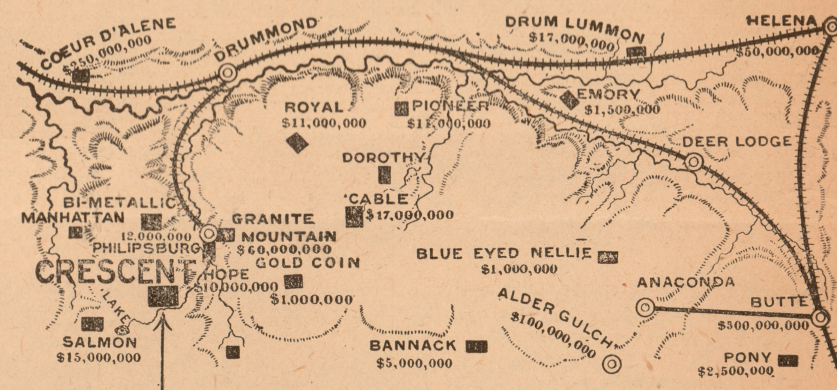 COEUR D'ALENE
$250,000,000
DRUMMOND
DRUM LUMMON
$17,000,000
HELENA
$50,000,000
ROYAL
$11,000,000
PIONEER
$11,000,000
EMORY
$1,500,000
DEER LODGE
DOROTHY
'CABLE'
$17,000,000
BI-METALLIC
12,000,000
MANHATTAN
PHILIPSBURG
GRANITE
MOUNTAIN
$60,000,000
GOLD COIN
$1,000,000
CRESCENT
HOPE
$10,000,000
BLUE EYED NELLIE
$1,000,000
ANACONDA
BUTTE
$300,000,000
ALDER GULCH
$100,000,000
LAKE
SALMON
$15,000,000
BANNACK
$5,000,000
PONY
$2,500,000